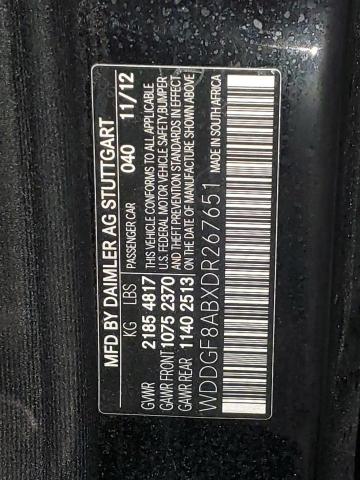 MFD BY DAIMLER AG STUTTGART
PASSENGER CAR 040 11/12
KG LBS
GVWR 2185 4817
GAWR FRONT 1075 2370
GAWR REAR 1140 2513
THIS VEHICLE CONFORMS TO ALL APPLICABLE
U.S. FEDERAL MOTOR VEHICLE SAFETY, BUMPER
AND THEFT PREVENTION STANDARDS IN EFFECT
ON THE DATE OF MANUFACTURE SHOWN ABOVE
WDDGF8ABXDR267651
MADE IN SOUTH AFRICA